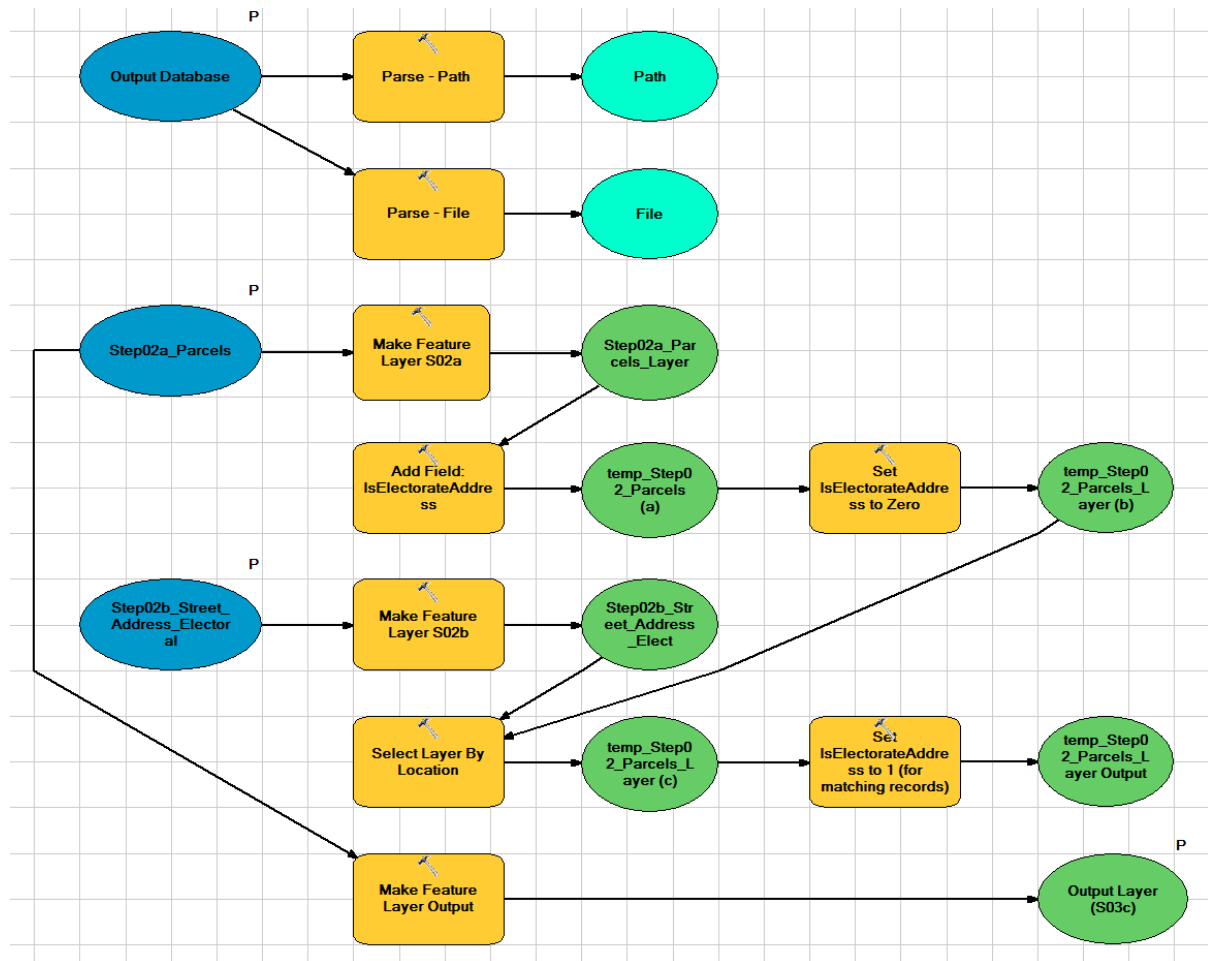 P
Output Database
Parse - Path
Path
Parse - File
File
P
Step02a_Parcels
Make Feature
Layer S02a
Step02a_Par
cels_Layer
Add Field:
IsElectorateAddre
ss
temp_Step0
2_Parcels
(a)
Set
IsElectorateAddre
ss to Zero
temp_Step0
2_Parcels_L
ayer (b)
P
Step02b_Street_
Address_Elector
al
Make Feature
Layer S02b
Step02b_Str
eet_Address
_Elect
Select Layer By
Location
temp_Step0
2_Parcels_L
ayer (c)
Set
IsElectorateAddre
ss to 1 (for
matching records)
temp_Step0
2_Parcels_L
ayer Output
Make Feature
Layer Output
P
Output Layer
(S03c)